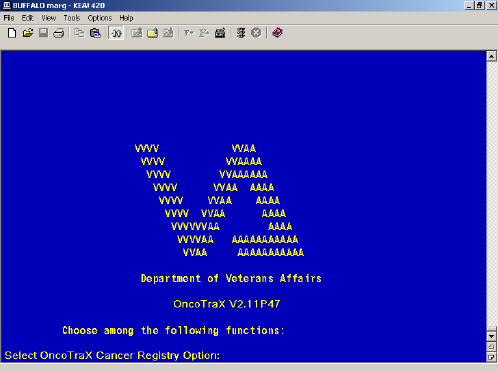 BUFFALO marg - KEA! 420
File Edit View Tools Options Help
VVVV VVAA
VVVV VVAAAA
VVVV VVAAAAAA
VVVV VVAA AAAA
VVVV VVAA AAAA
VVVV VVAA AAAA
VVVVVVAA AAAA
VVVVAA AAAAAAAAAAA
VVAA AAAAAAAAAAA
Department of Veterans Affairs
OncoTraX V2.11P47
Choose among the following functions:
Select OncoTraX Cancer Registry Option: